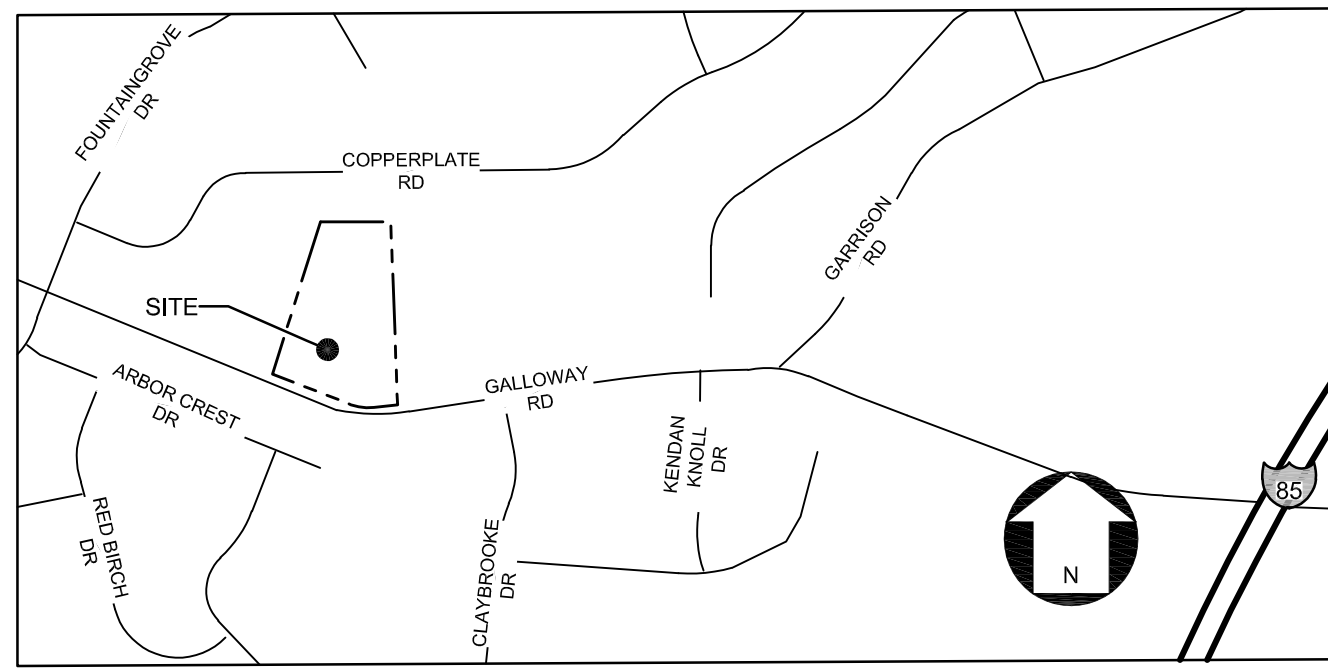 FOUNTAINGROVE
DR
COPPERPLATE
RD
GARRISON
RD
SITE
ARBOR CREST
DR
GALLOWAY
RD
KENDAN
KNOLL
DR
85
RED BIRCH
DR
CLAYBROOKE
DR
N